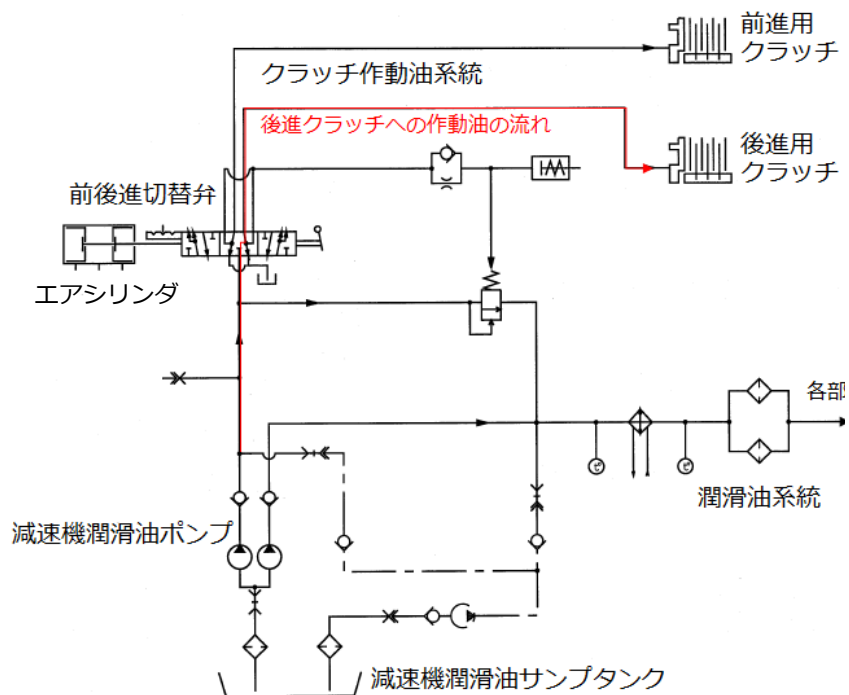 前進用
クラッチ
クラッチ作動油系統
後進クラッチへの作動油の流れ
後進用
クラッチ
前後進切替弁
エアシリンダ
各部
ピ
ピ
潤滑油系統
減速機潤滑油ポンプ
減速機潤滑油サンプタンク